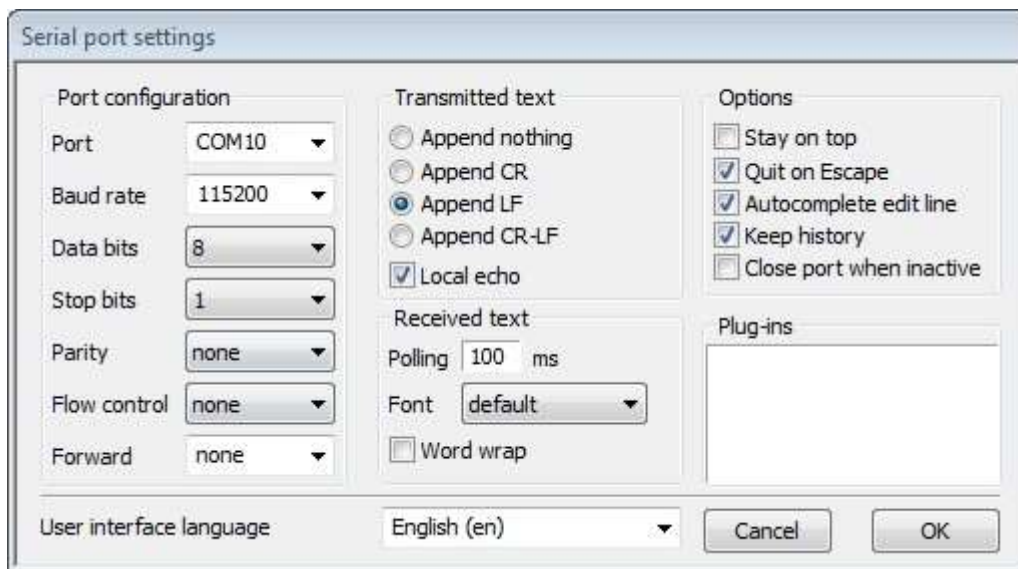 Serial port settings
Port configuration
Port COM10
Baud rate 115200
Data bits 8
Stop bits 1
Parity none
Flow control none
Forward none
Transmitted text
Append nothing
Append CR
Append LF
Append CR-LF
Local echo
Received text
Polling 100 ms
Font default
Word wrap
Options
Stay on top
Quit on Escape
Autocomplete edit line
Keep history
Close port when inactive
Plug-ins
User interface language English (en)
Cancel OK